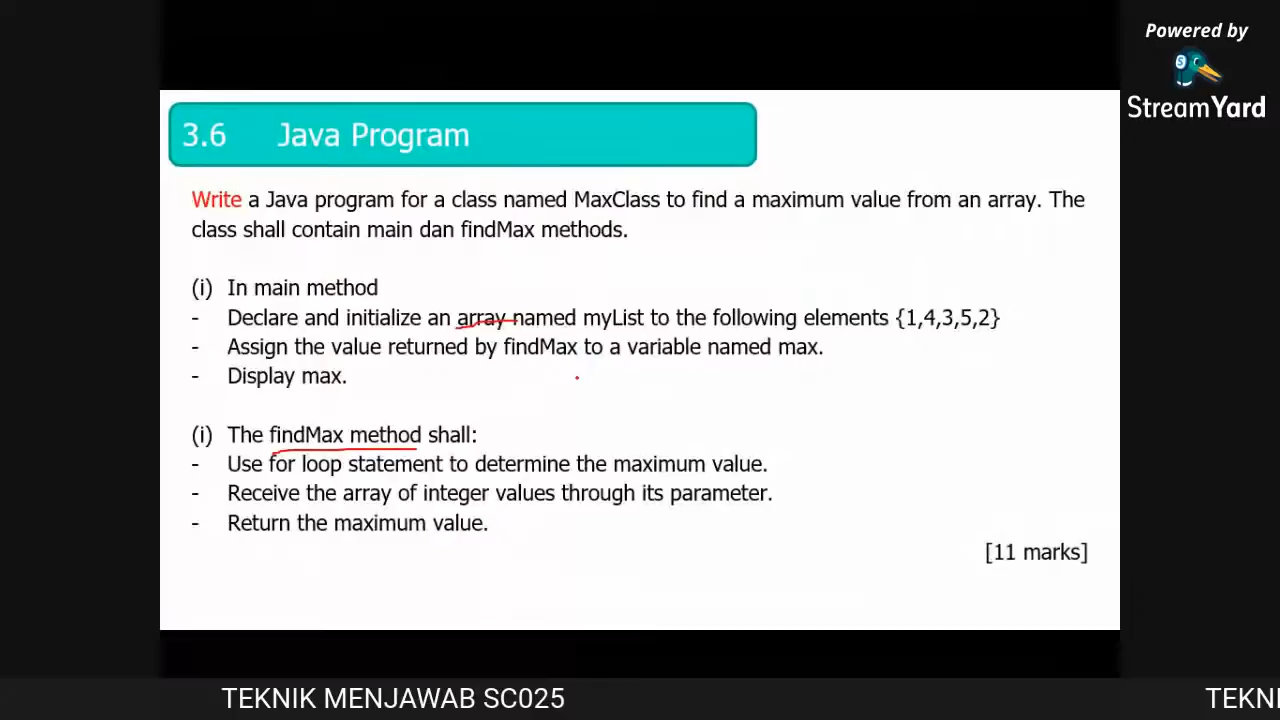 Powered by
StreamYard
3.6 Java Program
Write a Java program for a class named MaxClass to find a maximum value from an array. The
class shall contain main dan findMax methods.
(i) In main method
- Declare and initialize an array named myList to the following elements {1,4,3,5,2}
- Assign the value returned by findMax to a variable named max.
- Display max.
(i) The findMax method shall:
- Use for loop statement to determine the maximum value.
- Receive the array of integer values through its parameter.
- Return the maximum value.
[11 marks]
TEKNIK MENJAWAB SC025 TEKNI